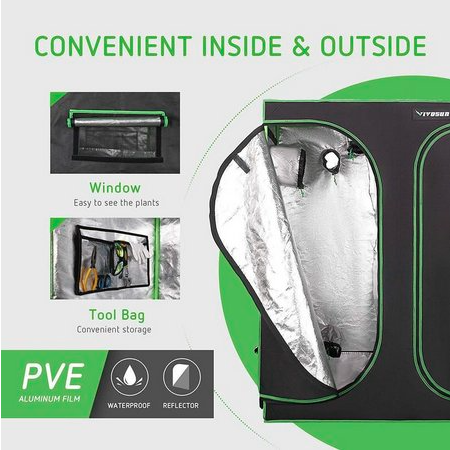 CONVENIENT INSIDE & OUTSIDE
VIVOSUN
Window
Easy to see the plants
Tool Bag
Convenient storage
PVE
ALUMINUM FILM
WATERPROOF
REFLECTOR